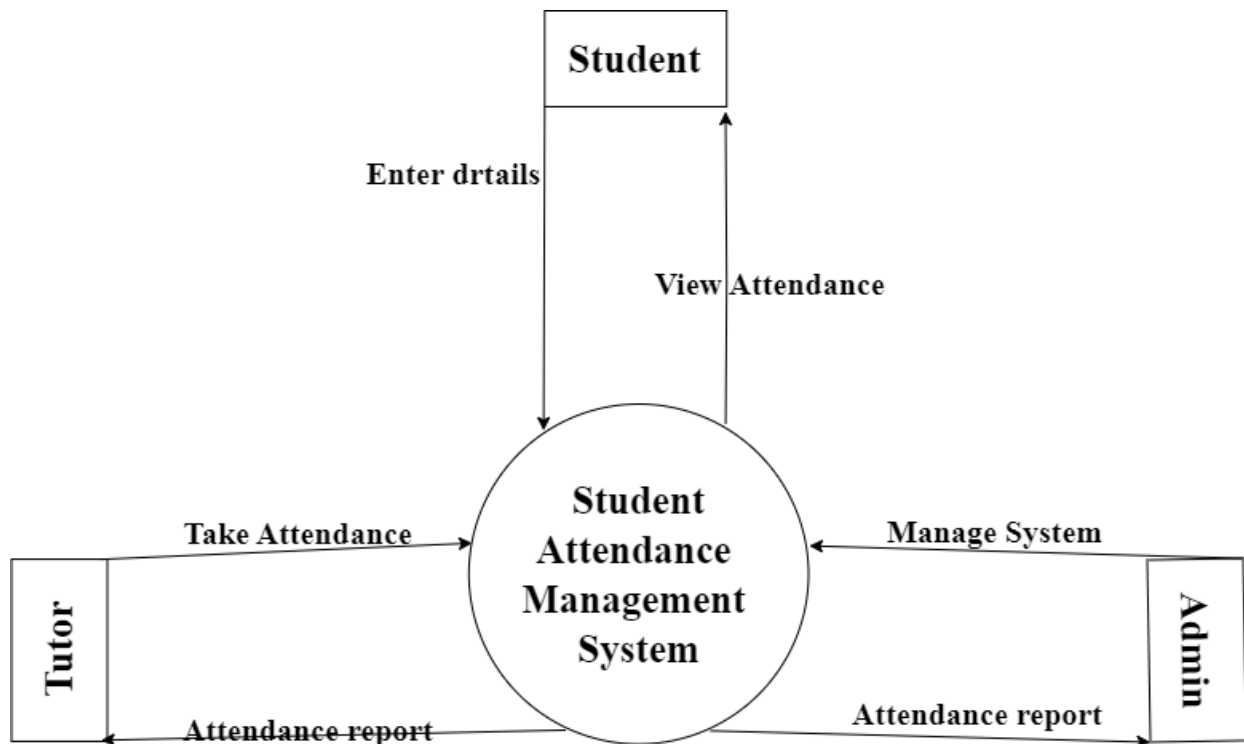 Student
Enter drtails
View Attendance
Student
Attendance
Management
System
Take Attendance
Manage System
Tutor
Admin
Attendance report
Attendance report